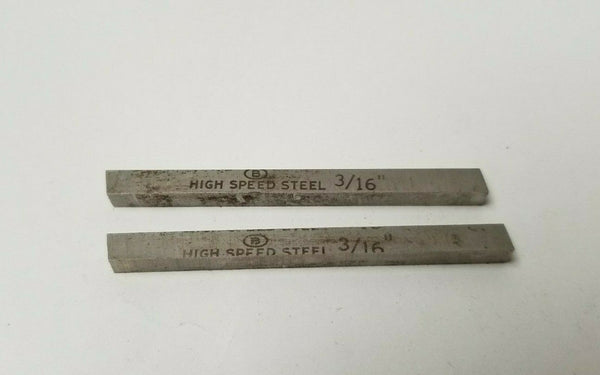 B
HIGH SPEED STEEL 3/16"
B
HIGH SPEED STEEL 3/16"